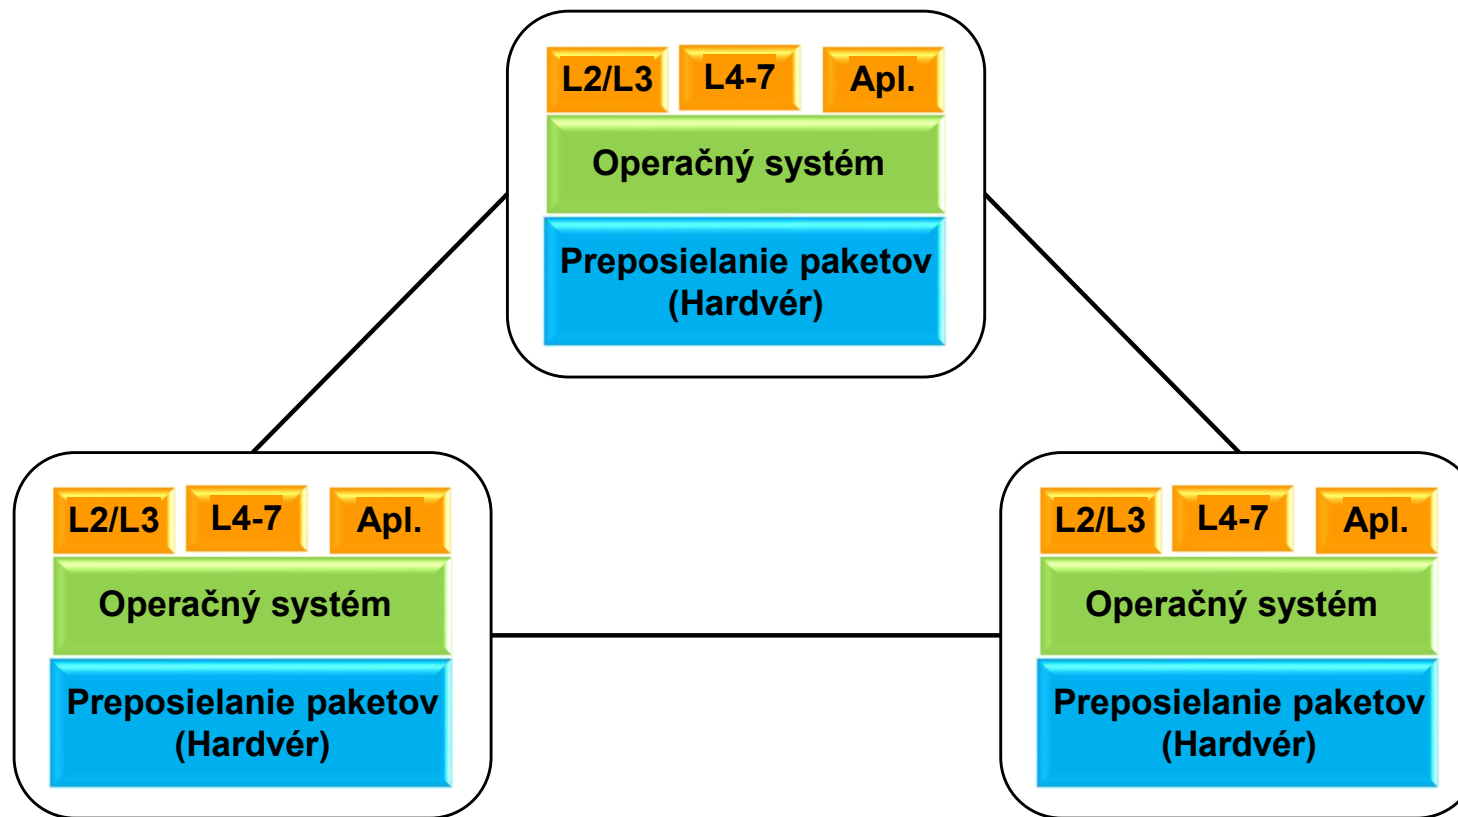 L2/L3 L4-7 Apl.
Operačný systém
Preposielanie paketov
(Hardvér)
L2/L3 L4-7 Apl.
Operačný systém
Preposielanie paketov
(Hardvér)
L2/L3 L4-7 Apl.
Operačný systém
Preposielanie paketov
(Hardvér)